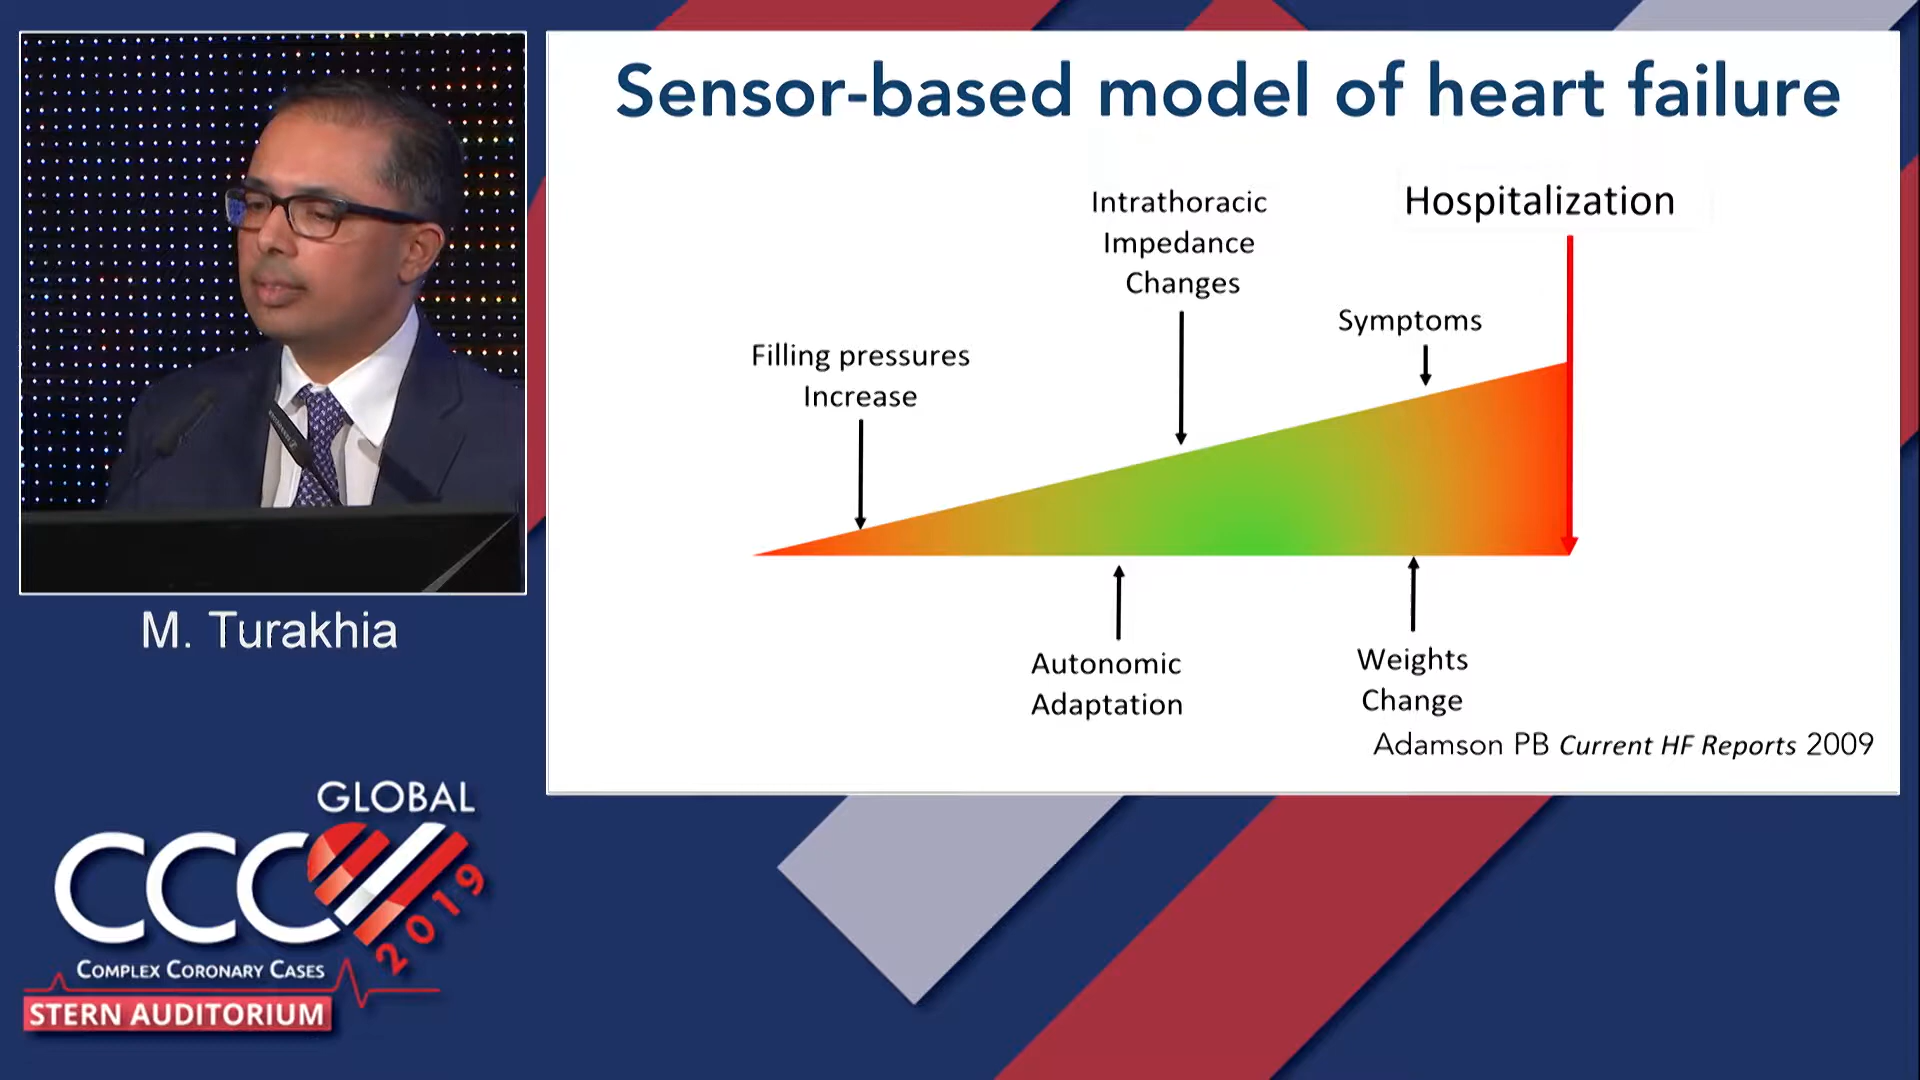 Sensor-based model of heart failure
Intrathoracic
Impedance
Changes
Hospitalization
Symptoms
Filling pressures
Increase
Autonomic
Adaptation
Weights
Change
Adamson PB Current HF Reports 2009
M. Turakhia
GLOBAL
CCC
2019
COMPLEX CORONARY CASES
STERN AUDITORIUM